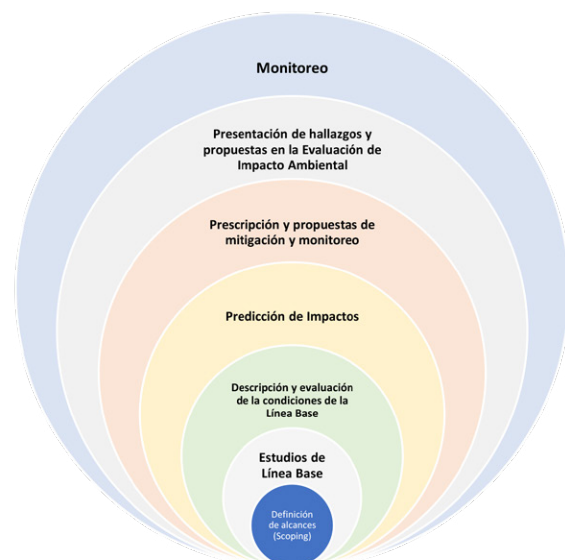 Monitoreo
Presentación de hallazgos y
propuestas en la Evaluación de
Impacto Ambiental
Prescripción y propuestas de
mitigación y monitoreo
Predicción de Impactos
Descripción y evaluación
de la condiciones de la
Línea Base
Estudios de
Línea Base
Definición
de alcances
(Scoping)